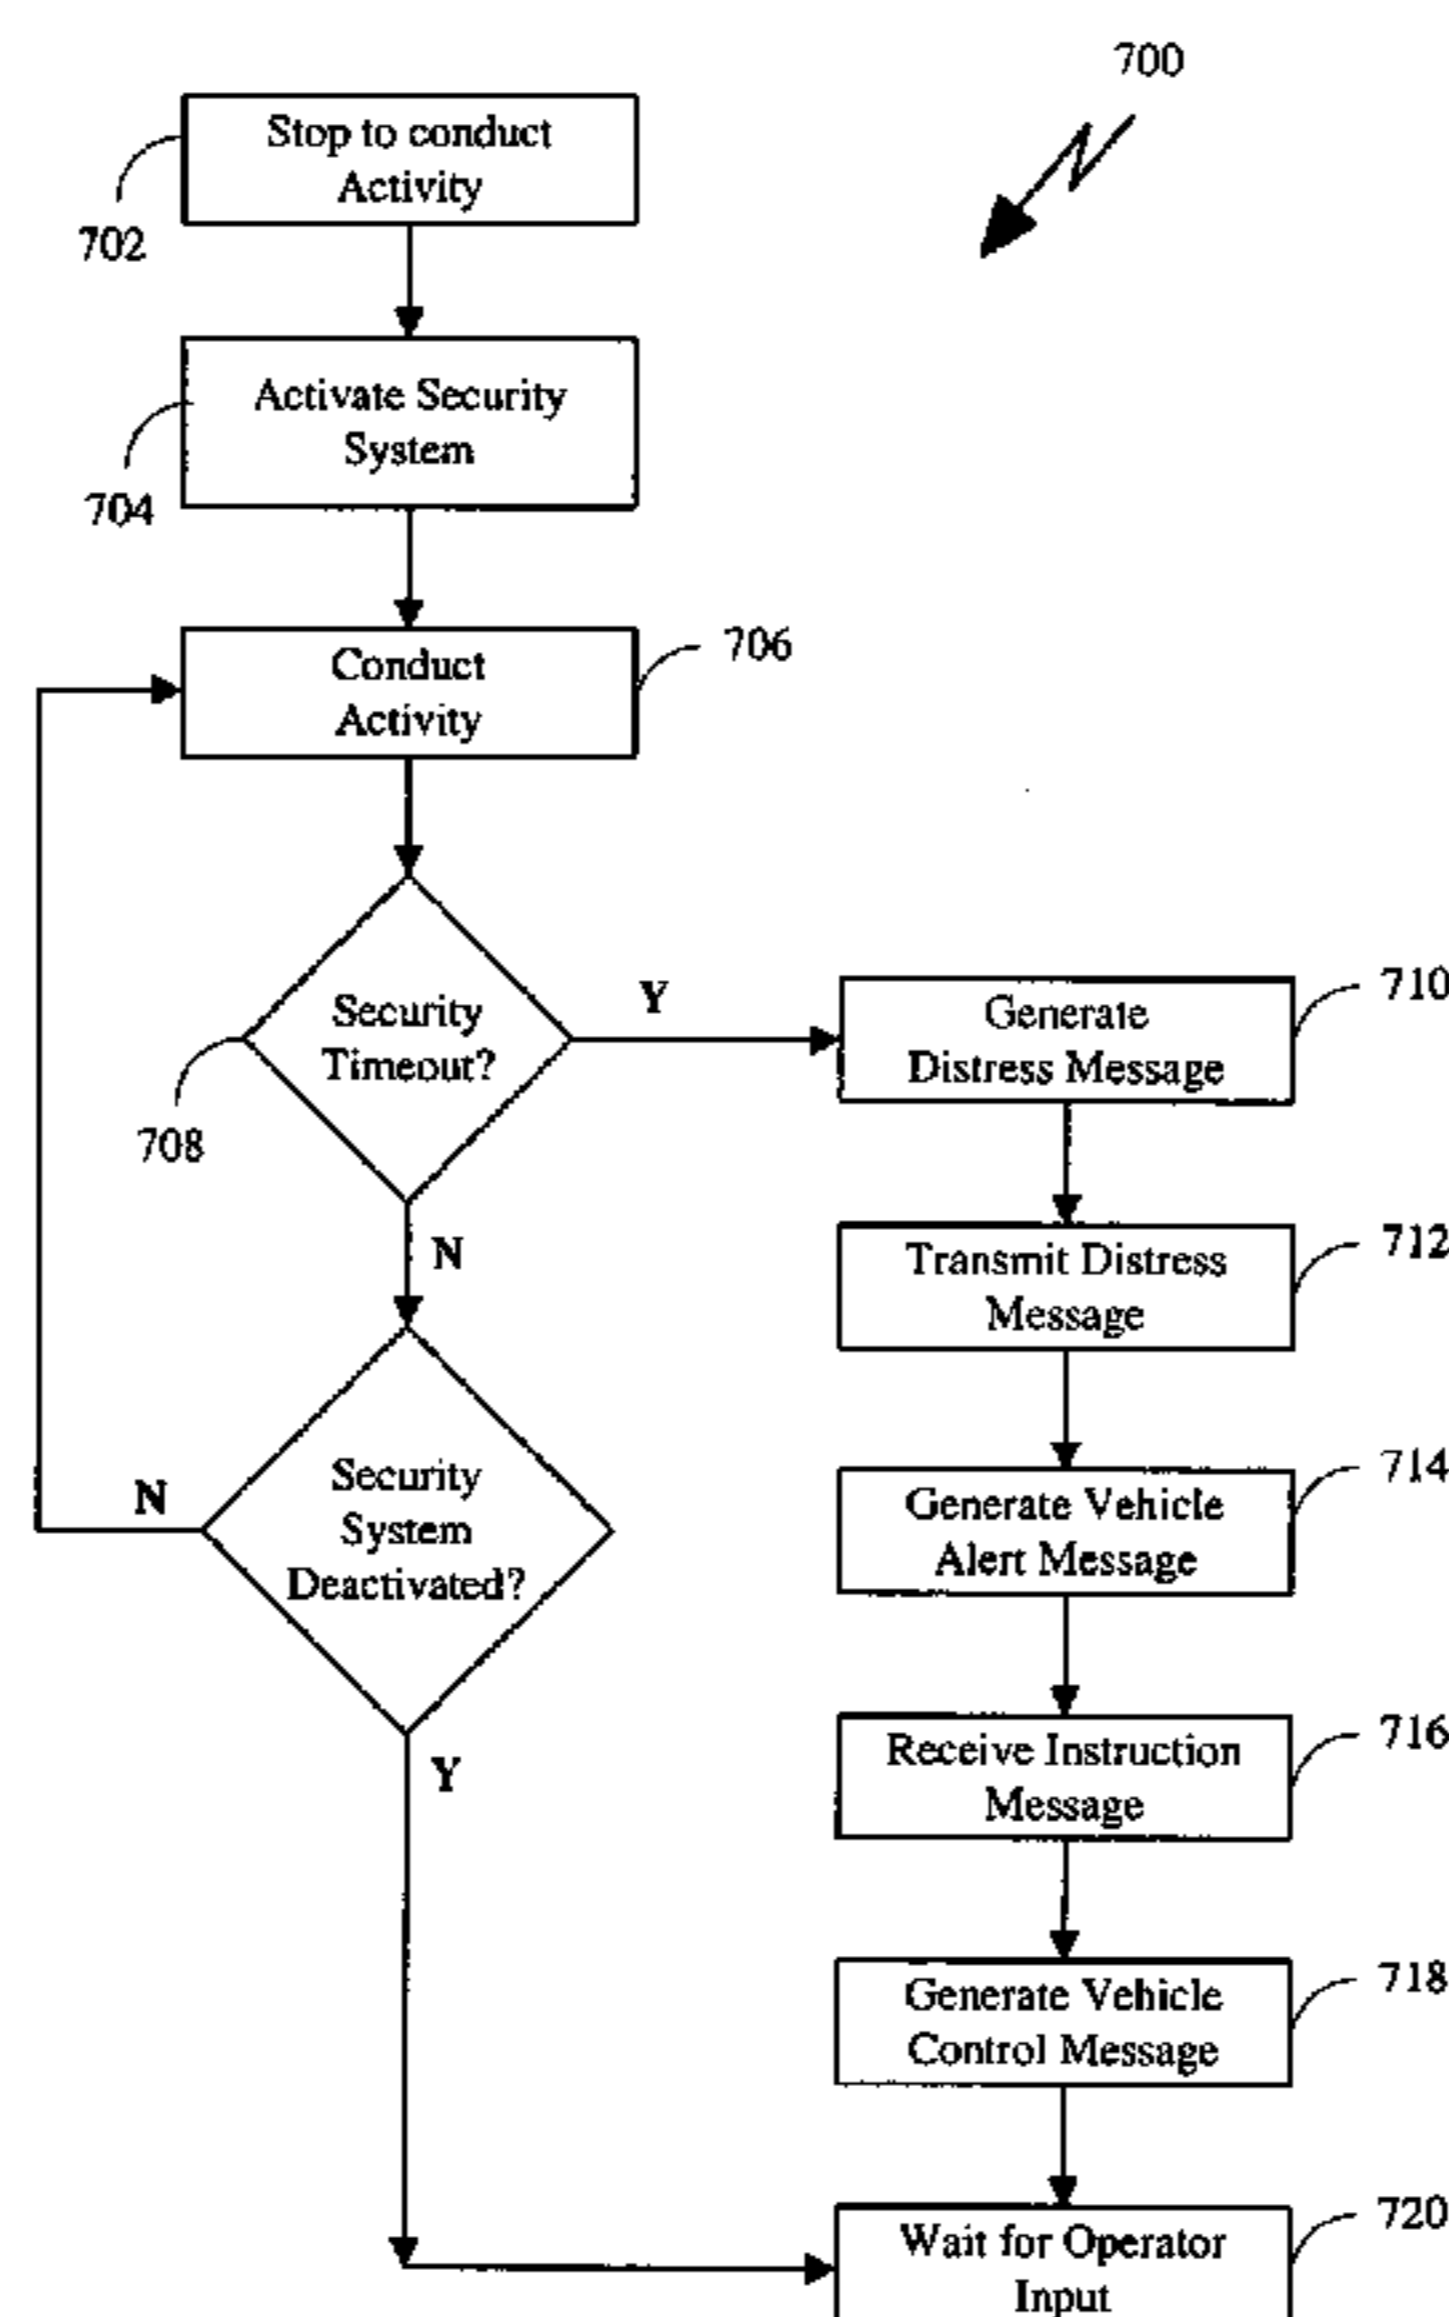 700
Stop to conduct
Activity
702
Activate Security
System
704
Conduct
Activity
706
Security
Timeout?
708
Y
N
Generate
Distress Message
710
Transmit Distress
Message
712
Security
System
Deactivated?
N
Y
Generate Vehicle
Alert Message
714
Receive Instruction
Message
716
Generate Vehicle
Control Message
718
Wait for Operator
Input
720